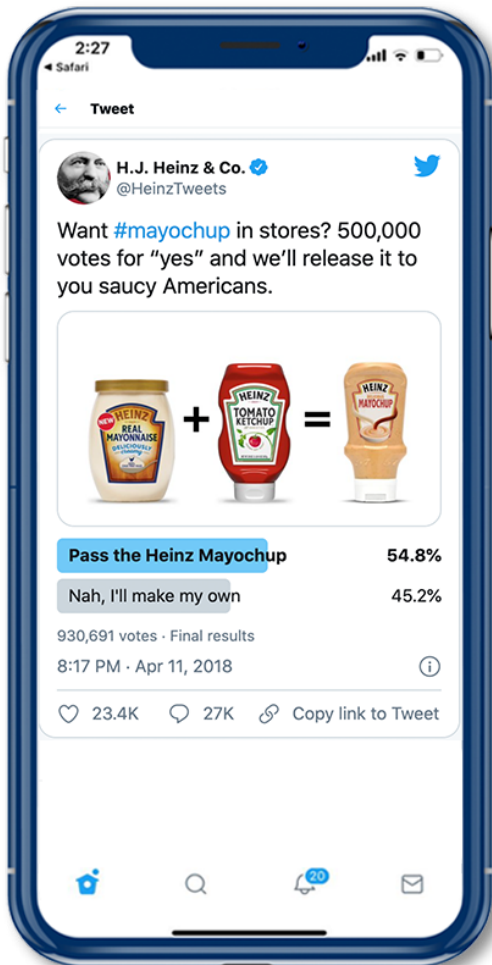 2:27
Safari
Tweet
H.J. Heinz & Co.
@HeinzTweets
Want #mayochup in stores? 500,000
votes for “yes” and we’ll release it to
you saucy Americans.
NEW
HEINZ
REAL
MAYONNAISE
DELICIOUSLY
creamy
+
HEINZ
TOMATO
KETCHUP
=
HEINZ
MAYOCHUP
Pass the Heinz Mayochup 54.8%
Nah, I'll make my own 45.2%
930,691 votes · Final results
8:17 PM · Apr 11, 2018
23.4K 27K Copy link to Tweet
20